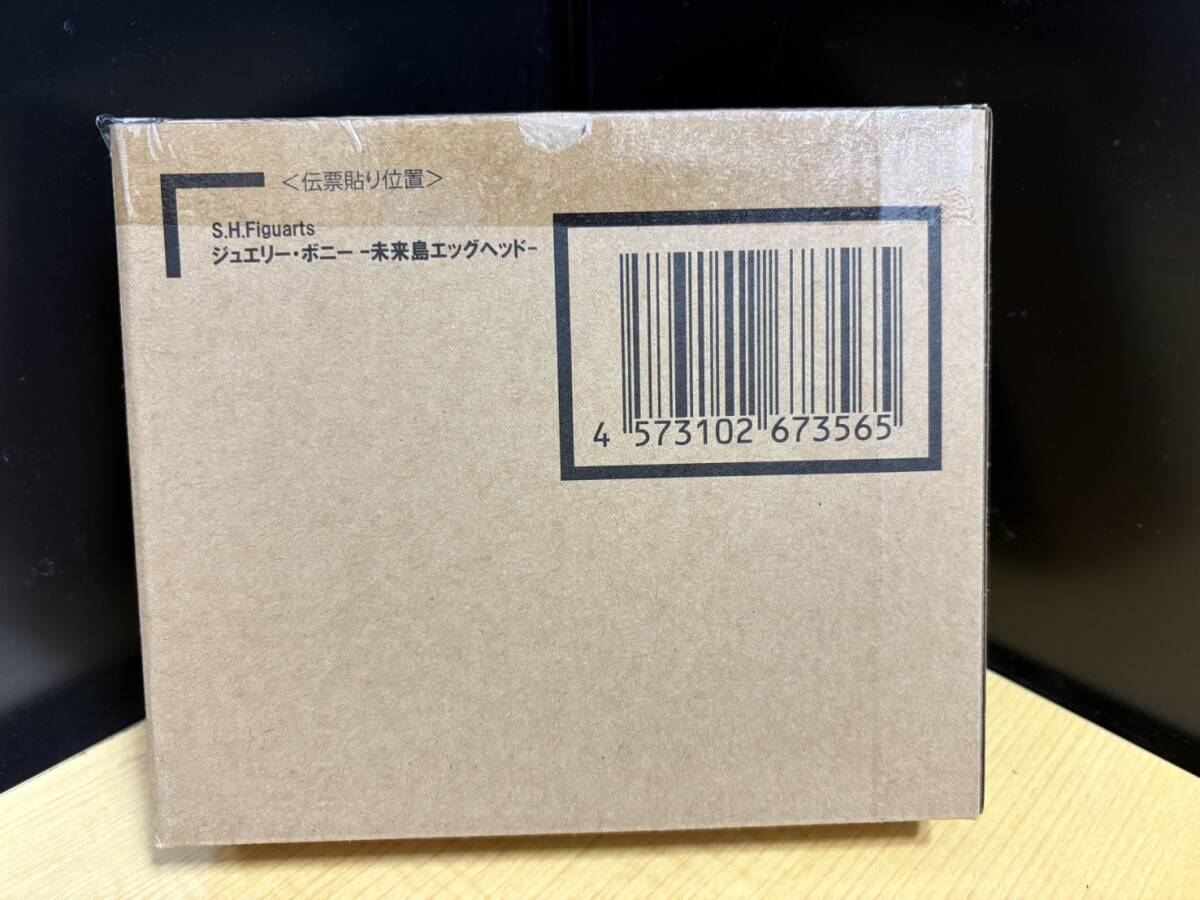 ＜伝票貼り位置＞
S.H.Figuarts
ジュエリー・ボニー -未来島エッグヘッド-
4 573102 673565